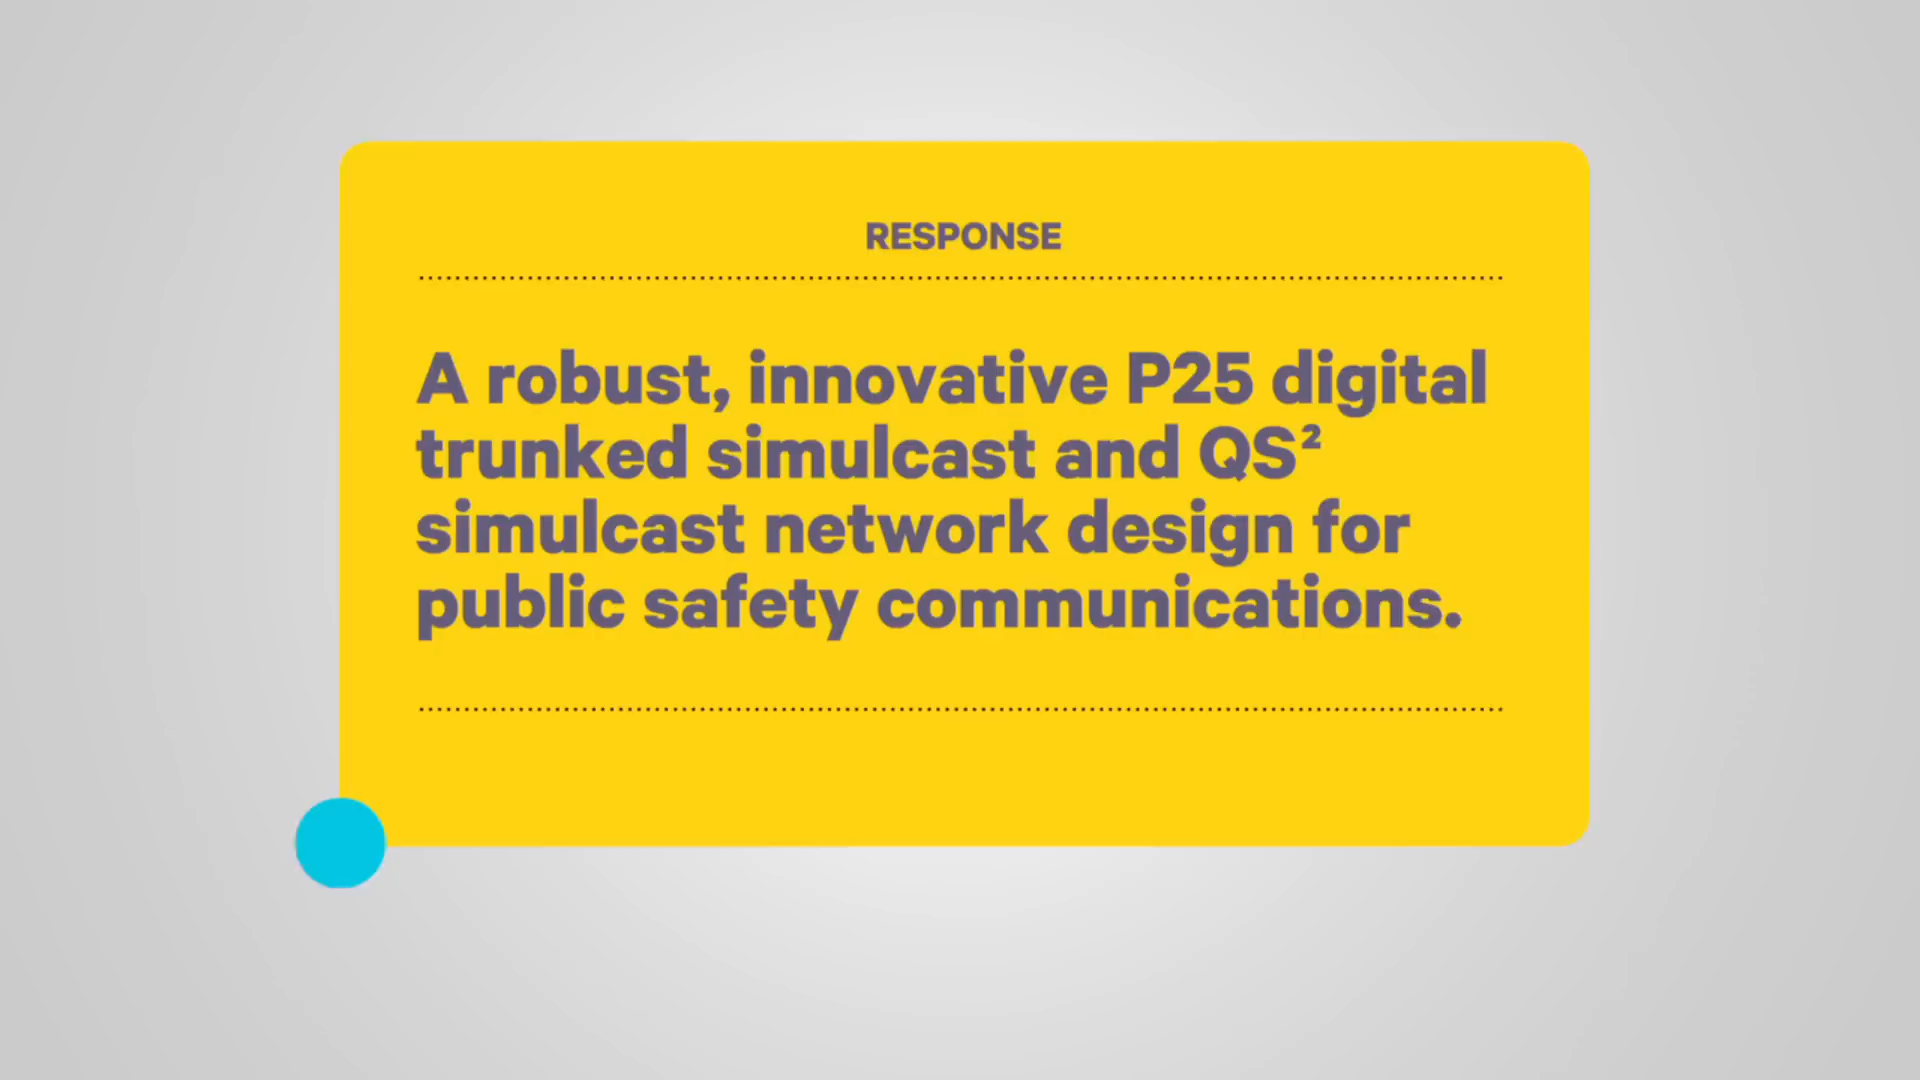 RESPONSE
A robust, innovative P25 digital
trunked simulcast and QS²
simulcast network design for
public safety communications.